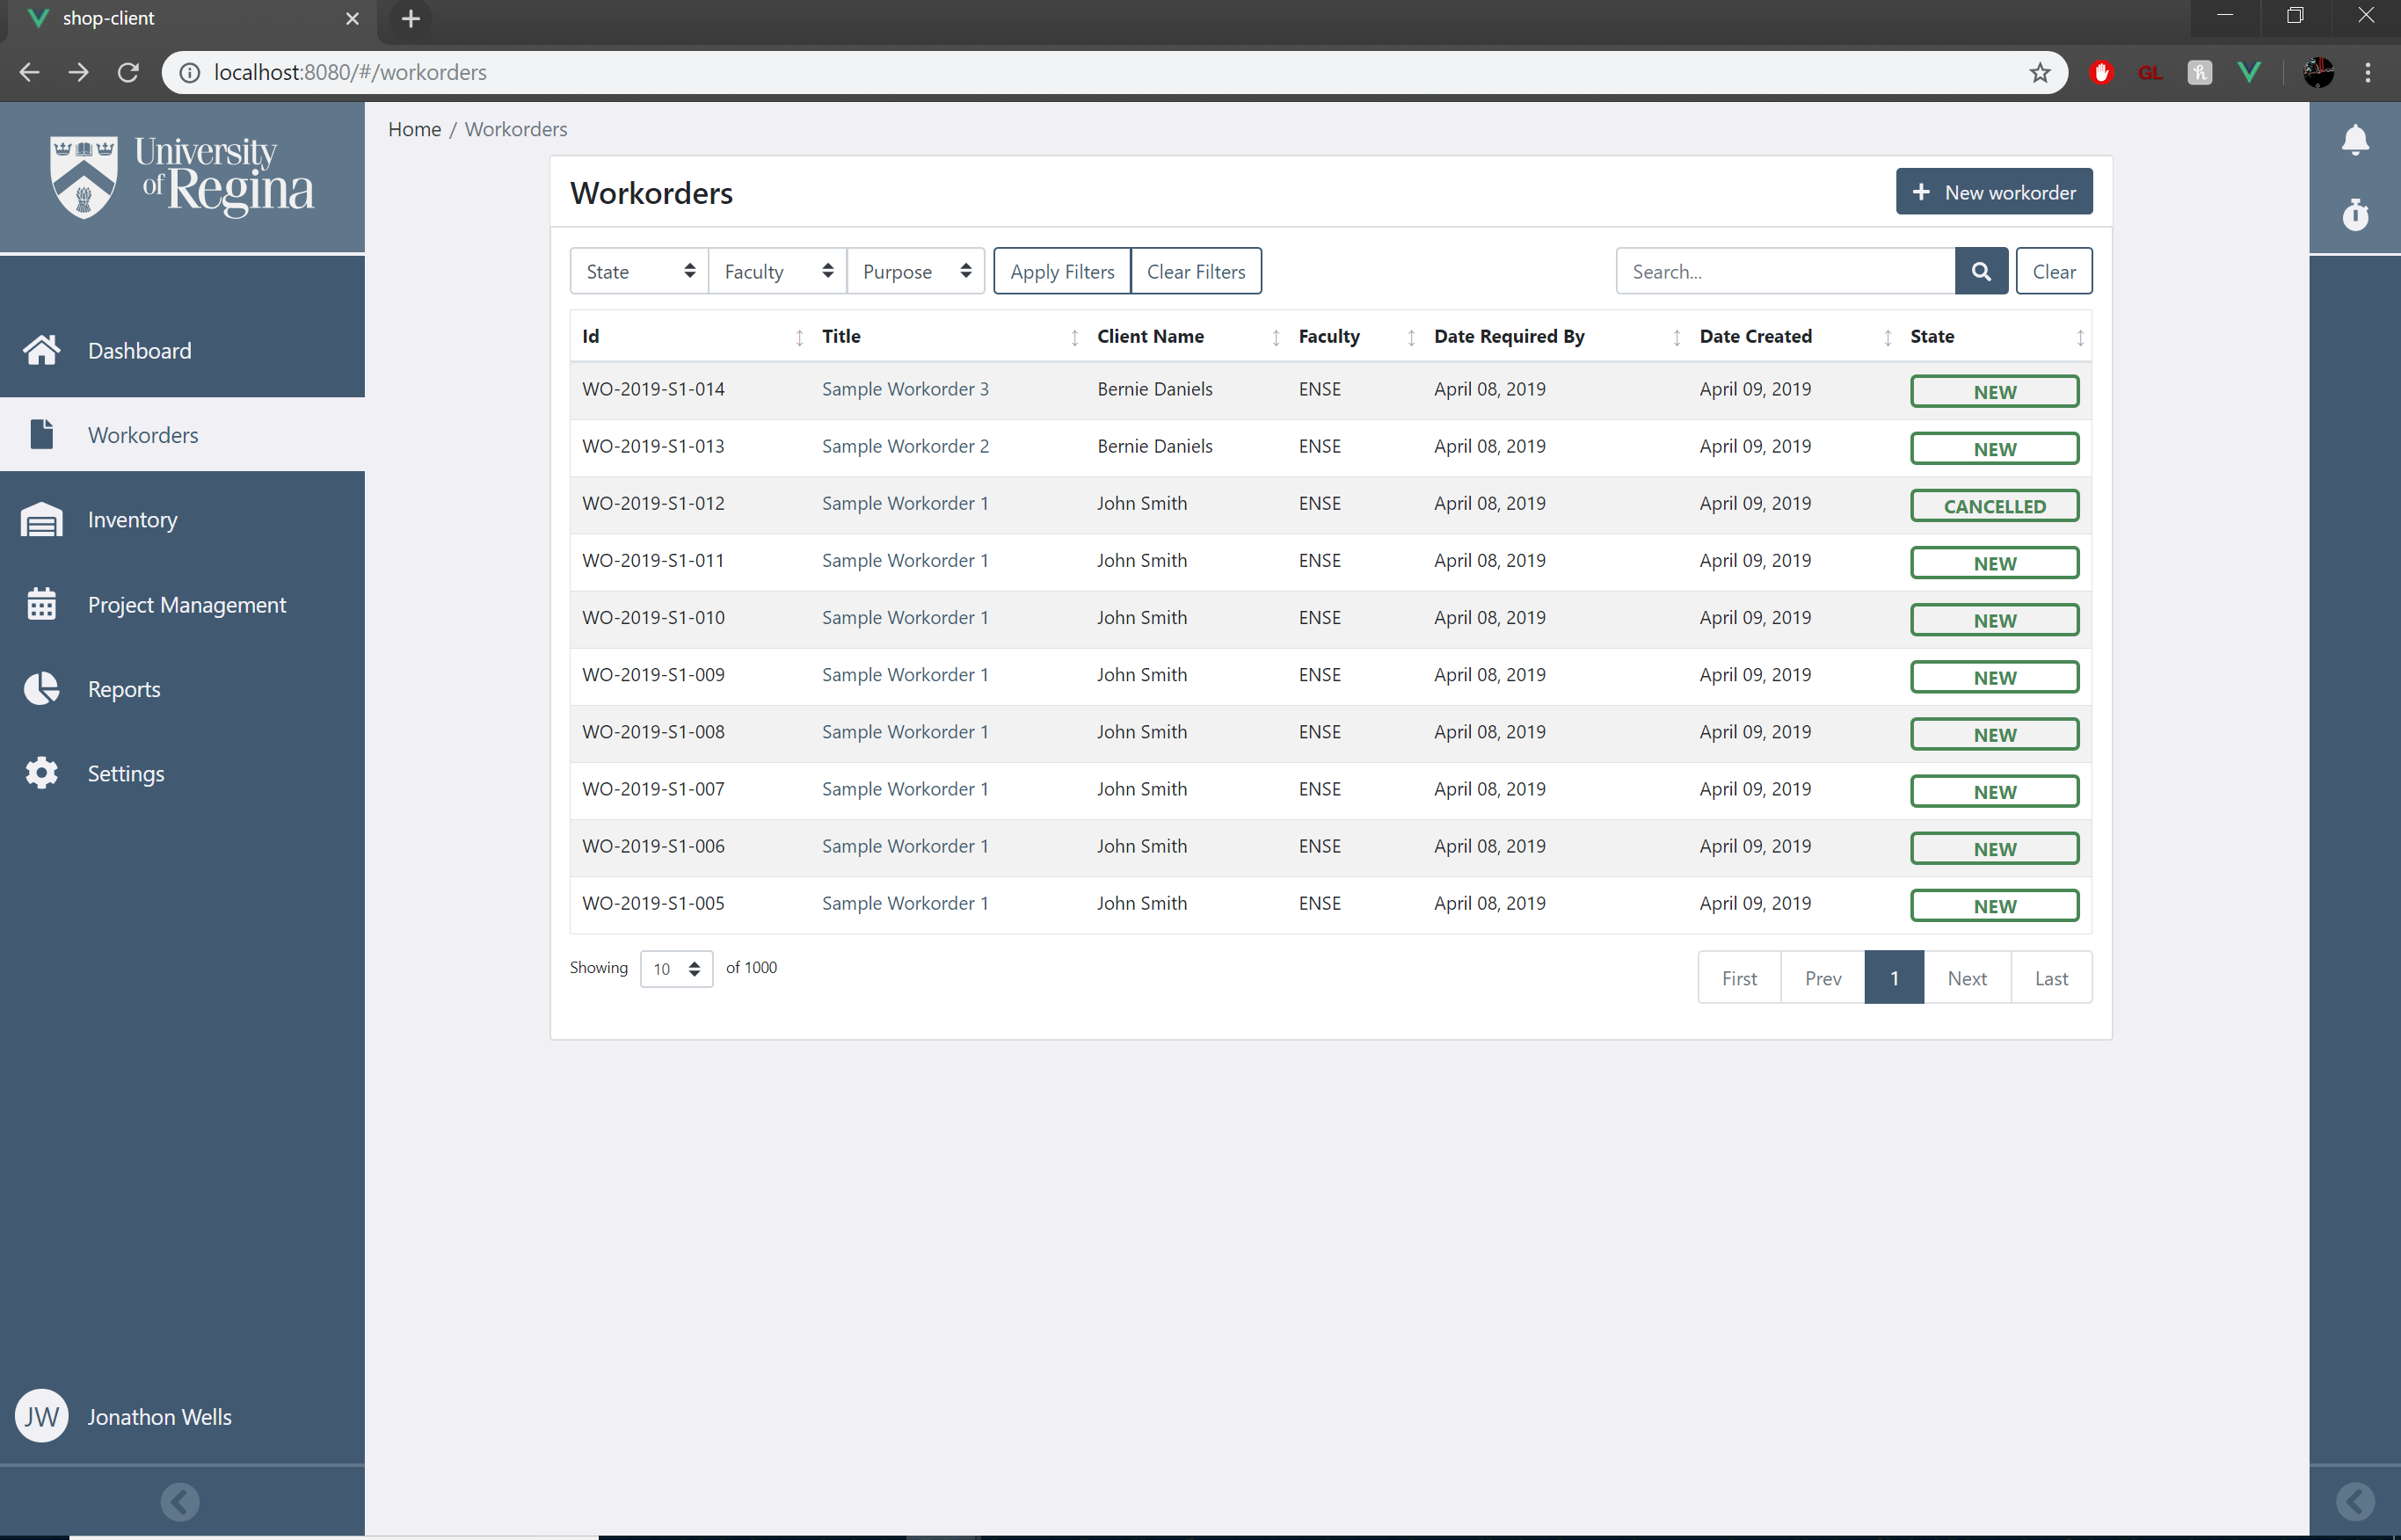 shop-client
localhost:8080/#/workorders
GL
University
of Regina
Home / Workorders
Workorders
New workorder
State Faculty Purpose Apply Filters Clear Filters Search... Clear
Id Title Client Name Faculty Date Required By Date Created State
WO-2019-S1-014 Sample Workorder 3 Bernie Daniels ENSE April 08, 2019 April 09, 2019 NEW
WO-2019-S1-013 Sample Workorder 2 Bernie Daniels ENSE April 08, 2019 April 09, 2019 NEW
WO-2019-S1-012 Sample Workorder 1 John Smith ENSE April 08, 2019 April 09, 2019 CANCELLED
WO-2019-S1-011 Sample Workorder 1 John Smith ENSE April 08, 2019 April 09, 2019 NEW
WO-2019-S1-010 Sample Workorder 1 John Smith ENSE April 08, 2019 April 09, 2019 NEW
WO-2019-S1-009 Sample Workorder 1 John Smith ENSE April 08, 2019 April 09, 2019 NEW
WO-2019-S1-008 Sample Workorder 1 John Smith ENSE April 08, 2019 April 09, 2019 NEW
WO-2019-S1-007 Sample Workorder 1 John Smith ENSE April 08, 2019 April 09, 2019 NEW
WO-2019-S1-006 Sample Workorder 1 John Smith ENSE April 08, 2019 April 09, 2019 NEW
WO-2019-S1-005 Sample Workorder 1 John Smith ENSE April 08, 2019 April 09, 2019 NEW
Showing 10 of 1000
First Prev 1 Next Last
Dashboard
Workorders
Inventory
Project Management
Reports
Settings
JW Jonathon Wells